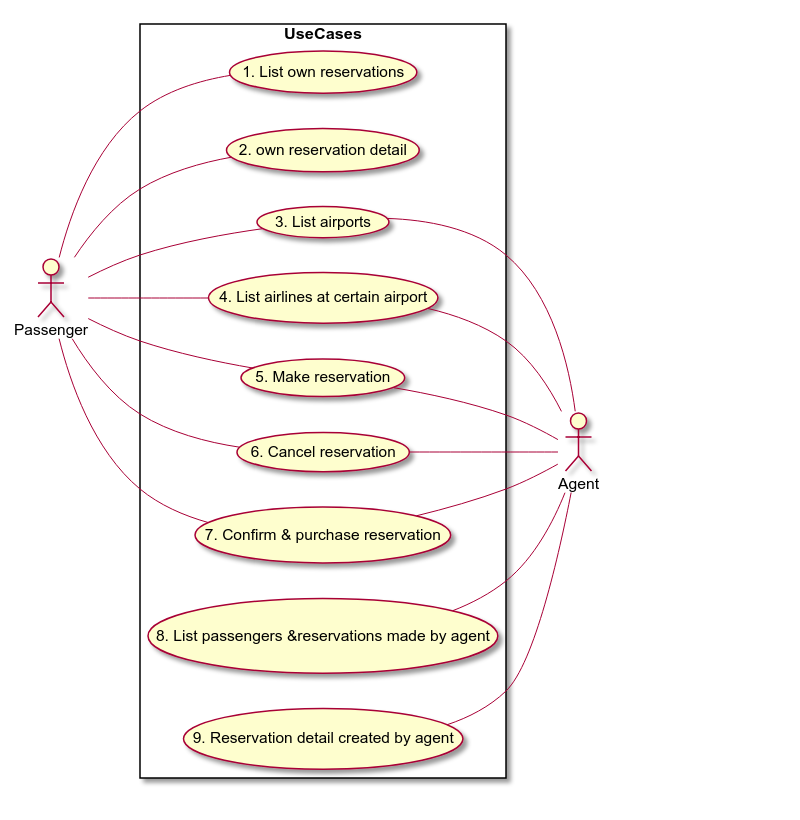 UseCases
1. List own reservations
2. own reservation detail
3. List airports
4. List airlines at certain airport
Passenger
5. Make reservation
6. Cancel reservation
Agent
7. Confirm & purchase reservation
8. List passengers &reservations made by agent
9. Reservation detail created by agent